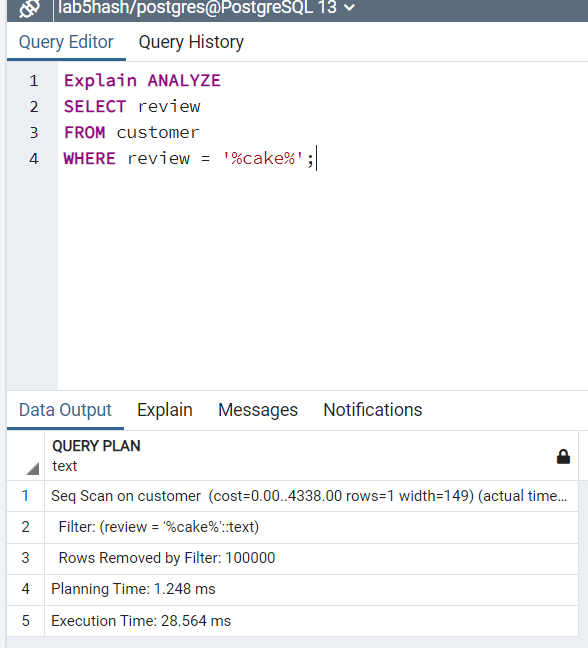 lab5hash/postgres@PostgreSQL 13
Query Editor Query History
1 Explain ANALYZE
2 SELECT review
3 FROM customer
4 WHERE review = '%cake%';
Data Output Explain Messages Notifications
QUERY PLAN
text
1 Seq Scan on customer (cost=0.00..4338.00 rows=1 width=149) (actual time...
2 Filter: (review = '%cake%'::text)
3 Rows Removed by Filter: 100000
4 Planning Time: 1.248 ms
5 Execution Time: 28.564 ms